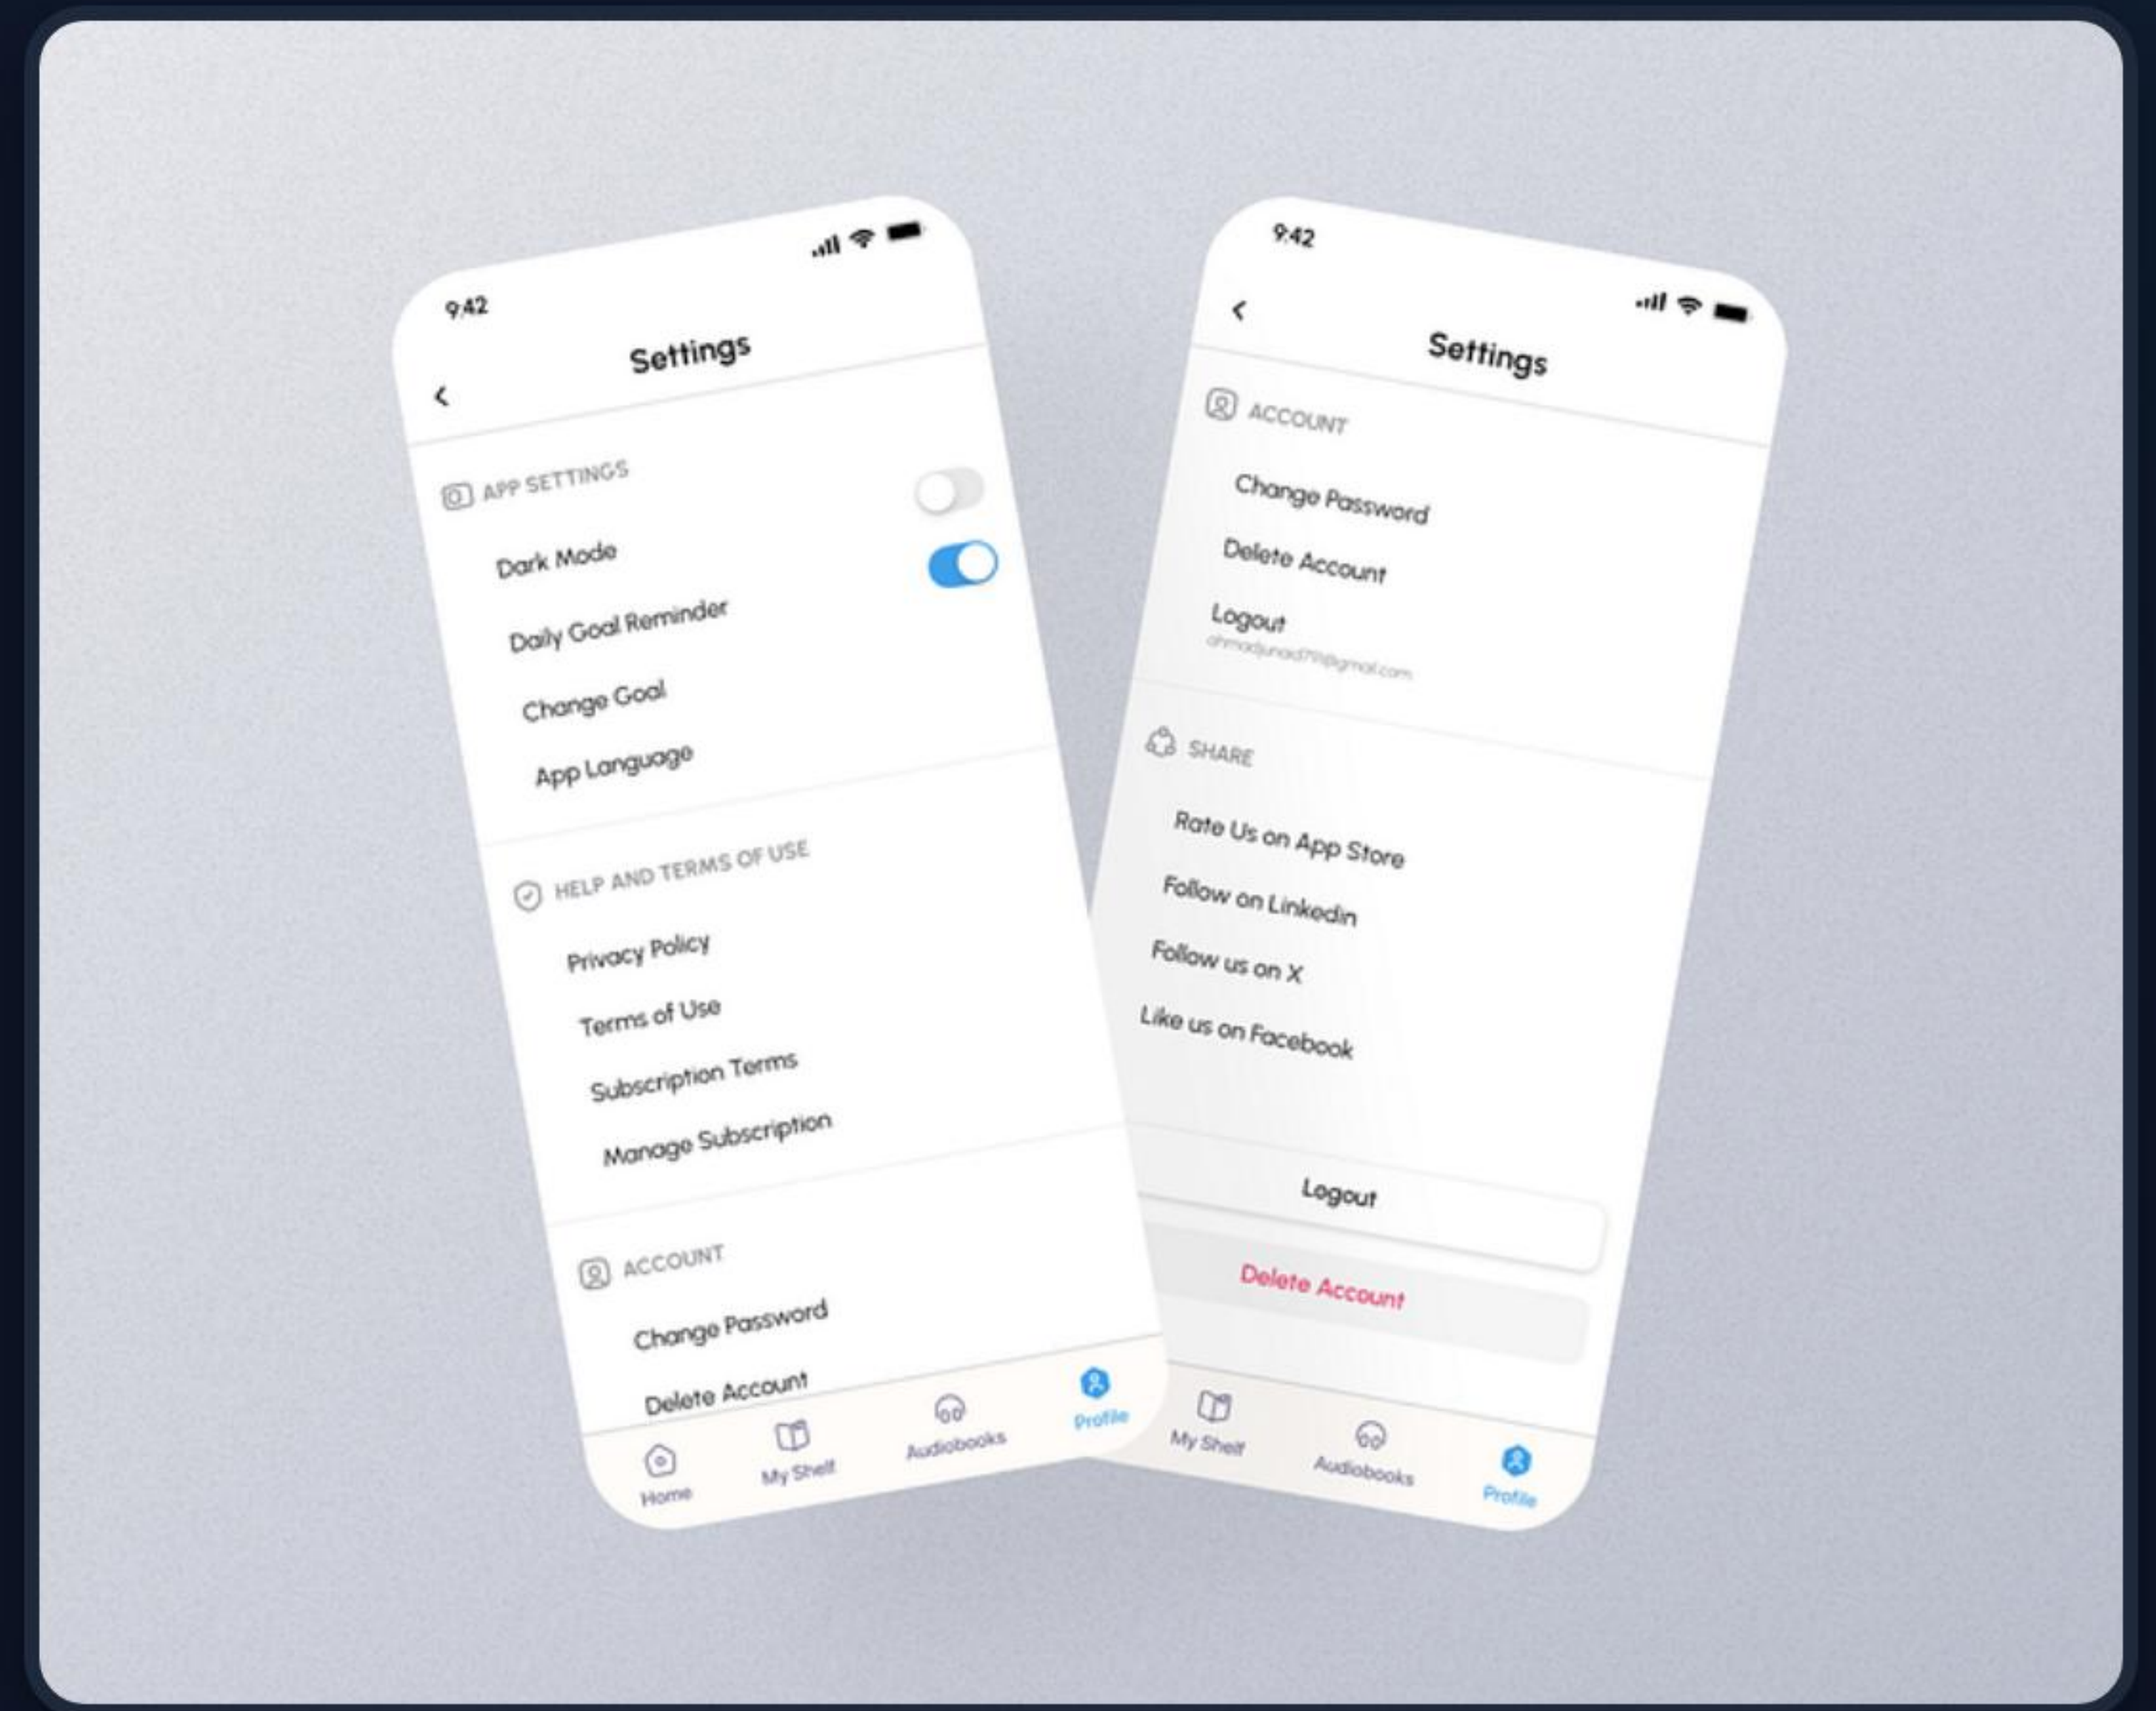 9:42
Settings
APP SETTINGS
Dark Mode
Daily Goal Reminder
Change Goal
App Language
HELP AND TERMS OF USE
Privacy Policy
Terms of Use
Subscription Terms
Manage Subscription
ACCOUNT
Change Password
Delete Account
Home
My Shelf
Audiobooks
Profile
9:42
Settings
ACCOUNT
Change Password
Delete Account
Logout
SHARE
Rate Us on App Store
Follow on Linkedin
Follow us on X
Like us on Facebook
Logout
Delete Account
My Shelf
Audiobooks
Profile